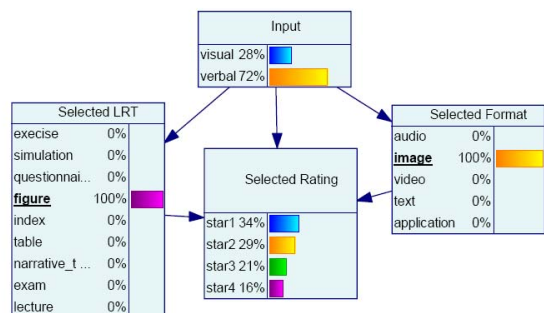 Input
visual 28%
verbal 72%
Selected LRT
execise 0%
simulation 0%
questionnai... 0%
figure 100%
index 0%
table 0%
narrative_t ... 0%
exam 0%
lecture 0%
Selected Rating
star1 34%
star2 29%
star3 21%
star4 16%
Selected Format
audio 0%
image 100%
video 0%
text 0%
application 0%